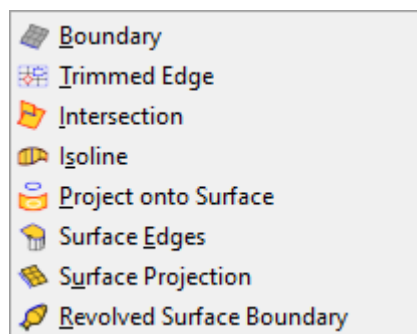 Boundary
Trimmed Edge
Intersection
Isoline
Project onto Surface
Surface Edges
Surface Projection
Revolved Surface Boundary